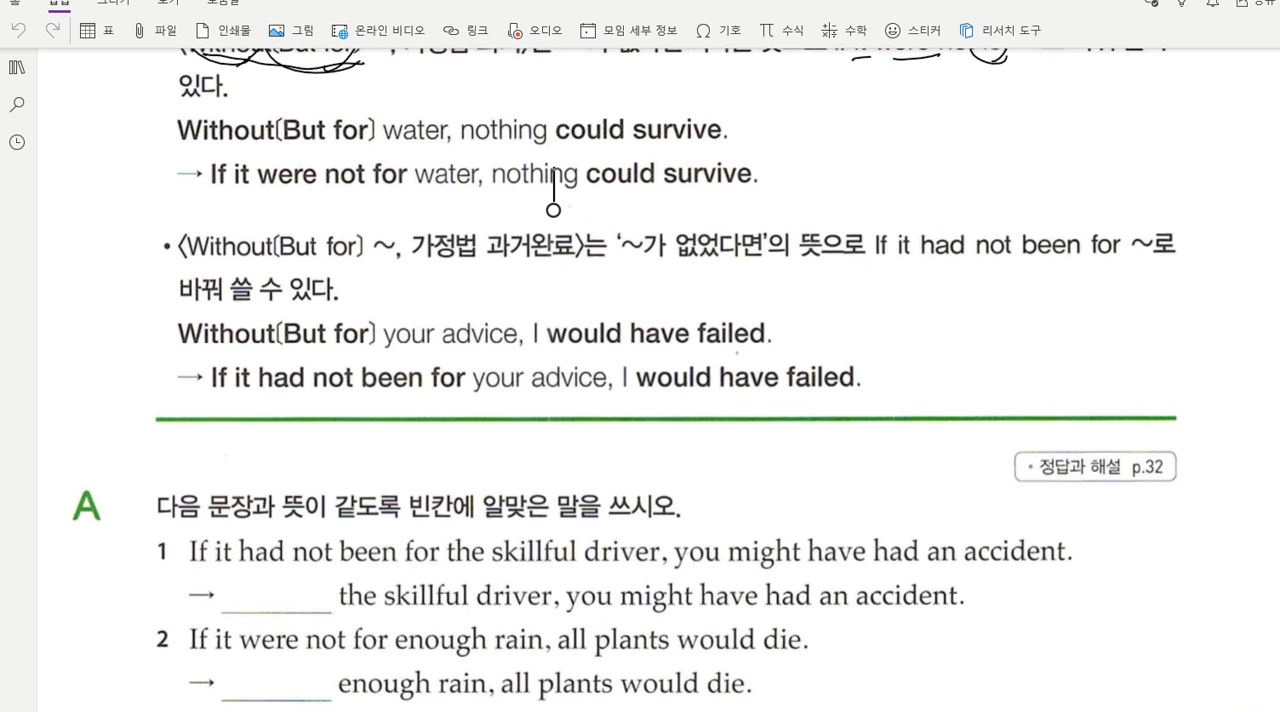 표 파일 인쇄물 그림 온라인 비디오 링크 오디오 모임 세부 정보 기호 수식 수학 스티커 리서치 도구
있다.
Without[But for] water, nothing could survive.
→ If it were not for water, nothing could survive.
• 〈Without[But for] ~, 가정법 과거완료〉는 '~가 없었다면'의 뜻으로 If it had not been for ~로
바꿔 쓸 수 있다.
Without[But for] your advice, I would have failed.
→ If it had not been for your advice, I would have failed.
• 정답과 해설 p.32
A 다음 문장과 뜻이 같도록 빈칸에 알맞은 말을 쓰시오.
1 If it had not been for the skillful driver, you might have had an accident.
→ ________ the skillful driver, you might have had an accident.
2 If it were not for enough rain, all plants would die.
→ ________ enough rain, all plants would die.